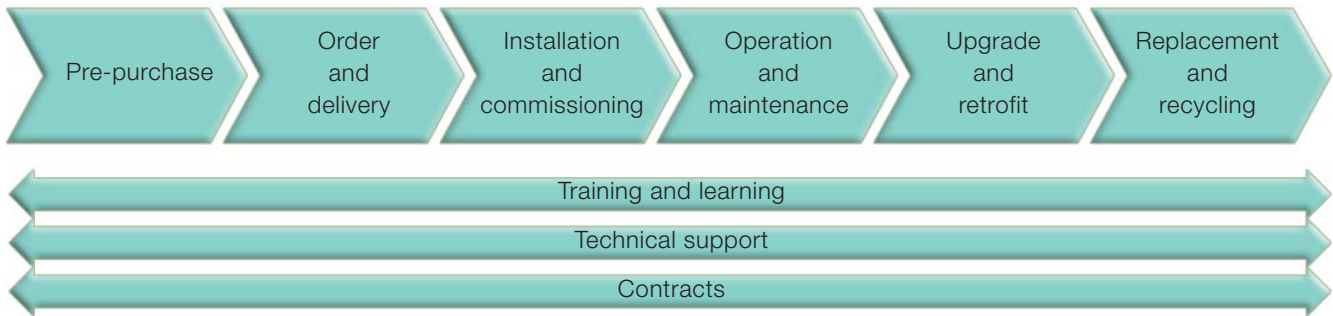 Pre-purchase
Order
and
delivery
Installation
and
commissioning
Operation
and
maintenance
Upgrade
and
retrofit
Replacement
and
recycling
Training and learning
Technical support
Contracts